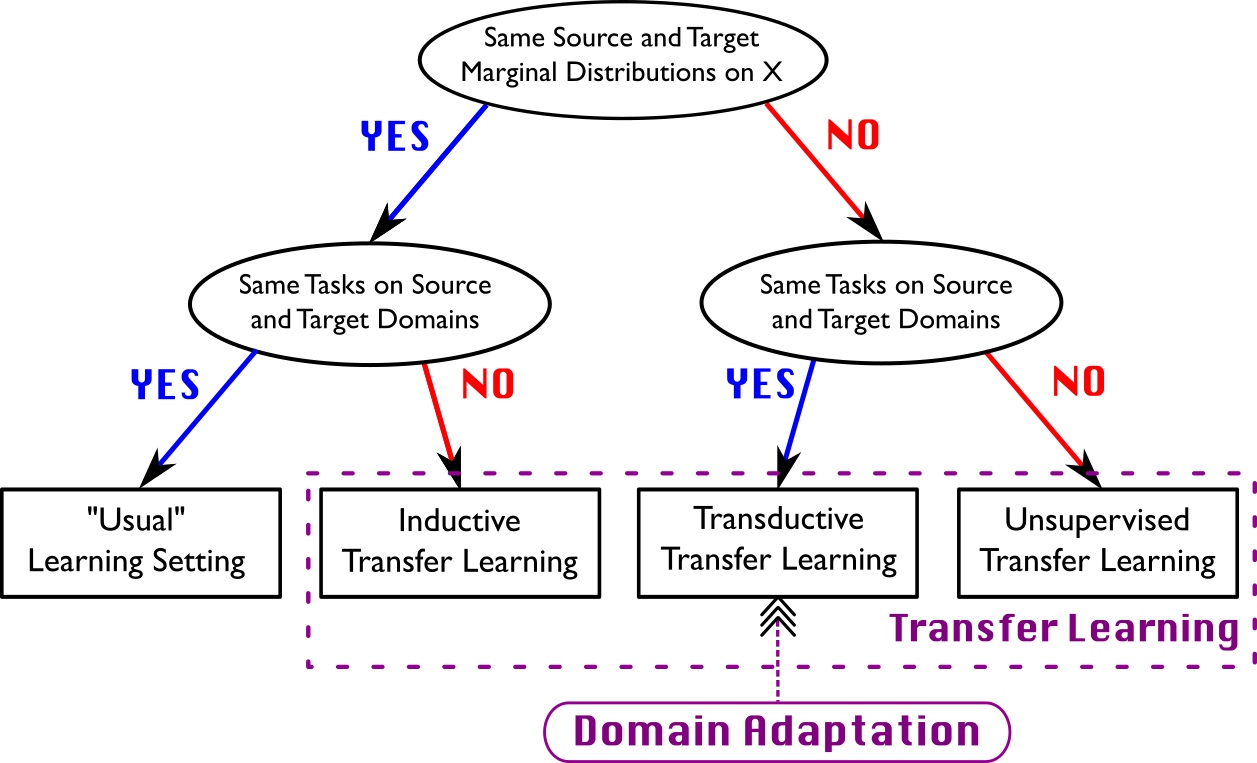 Same Source and Target
Marginal Distributions on X
YES
NO
Same Tasks on Source
and Target Domains
Same Tasks on Source
and Target Domains
YES
NO
YES
NO
"Usual"
Learning Setting
Inductive
Transfer Learning
Transductive
Transfer Learning
Unsupervised
Transfer Learning
Transfer Learning
Domain Adaptation